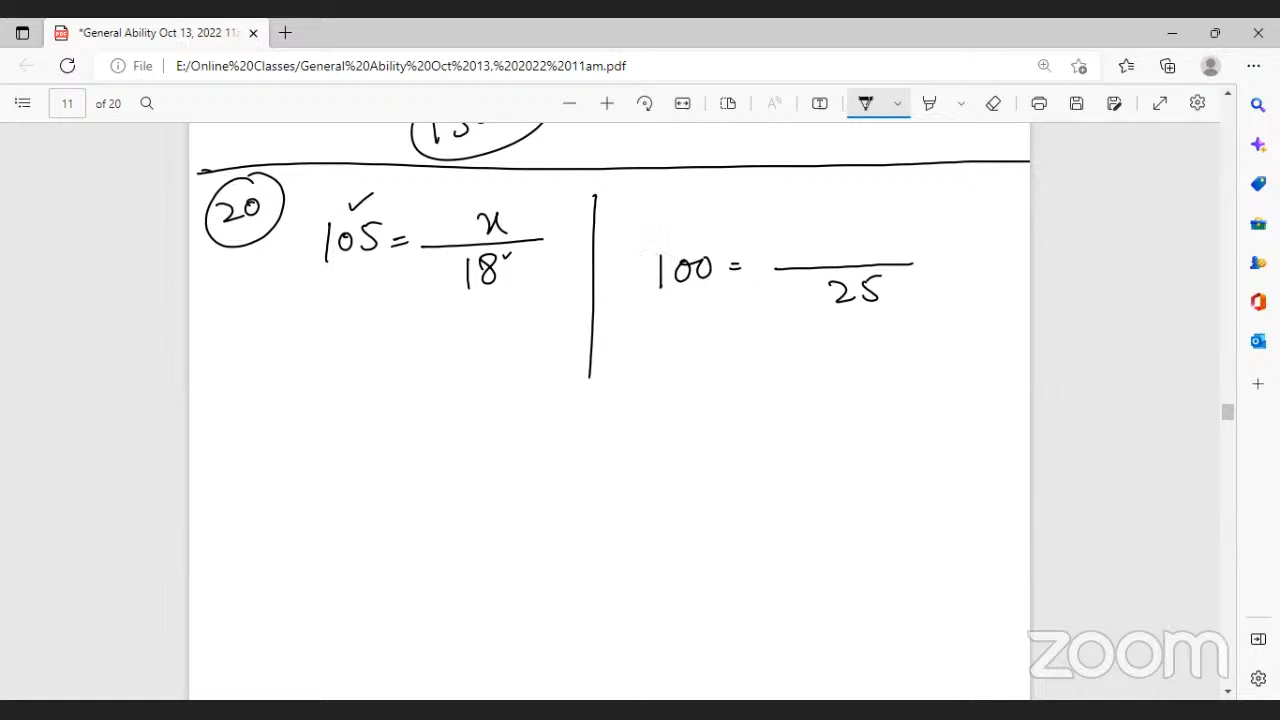 *General Ability Oct 13, 2022 11a
File E:/Online%20Classes/General%20Ability%20Oct%2013,%202022%2011am.pdf
11 of 20
20
105 = x/18
100 = /25
zoom